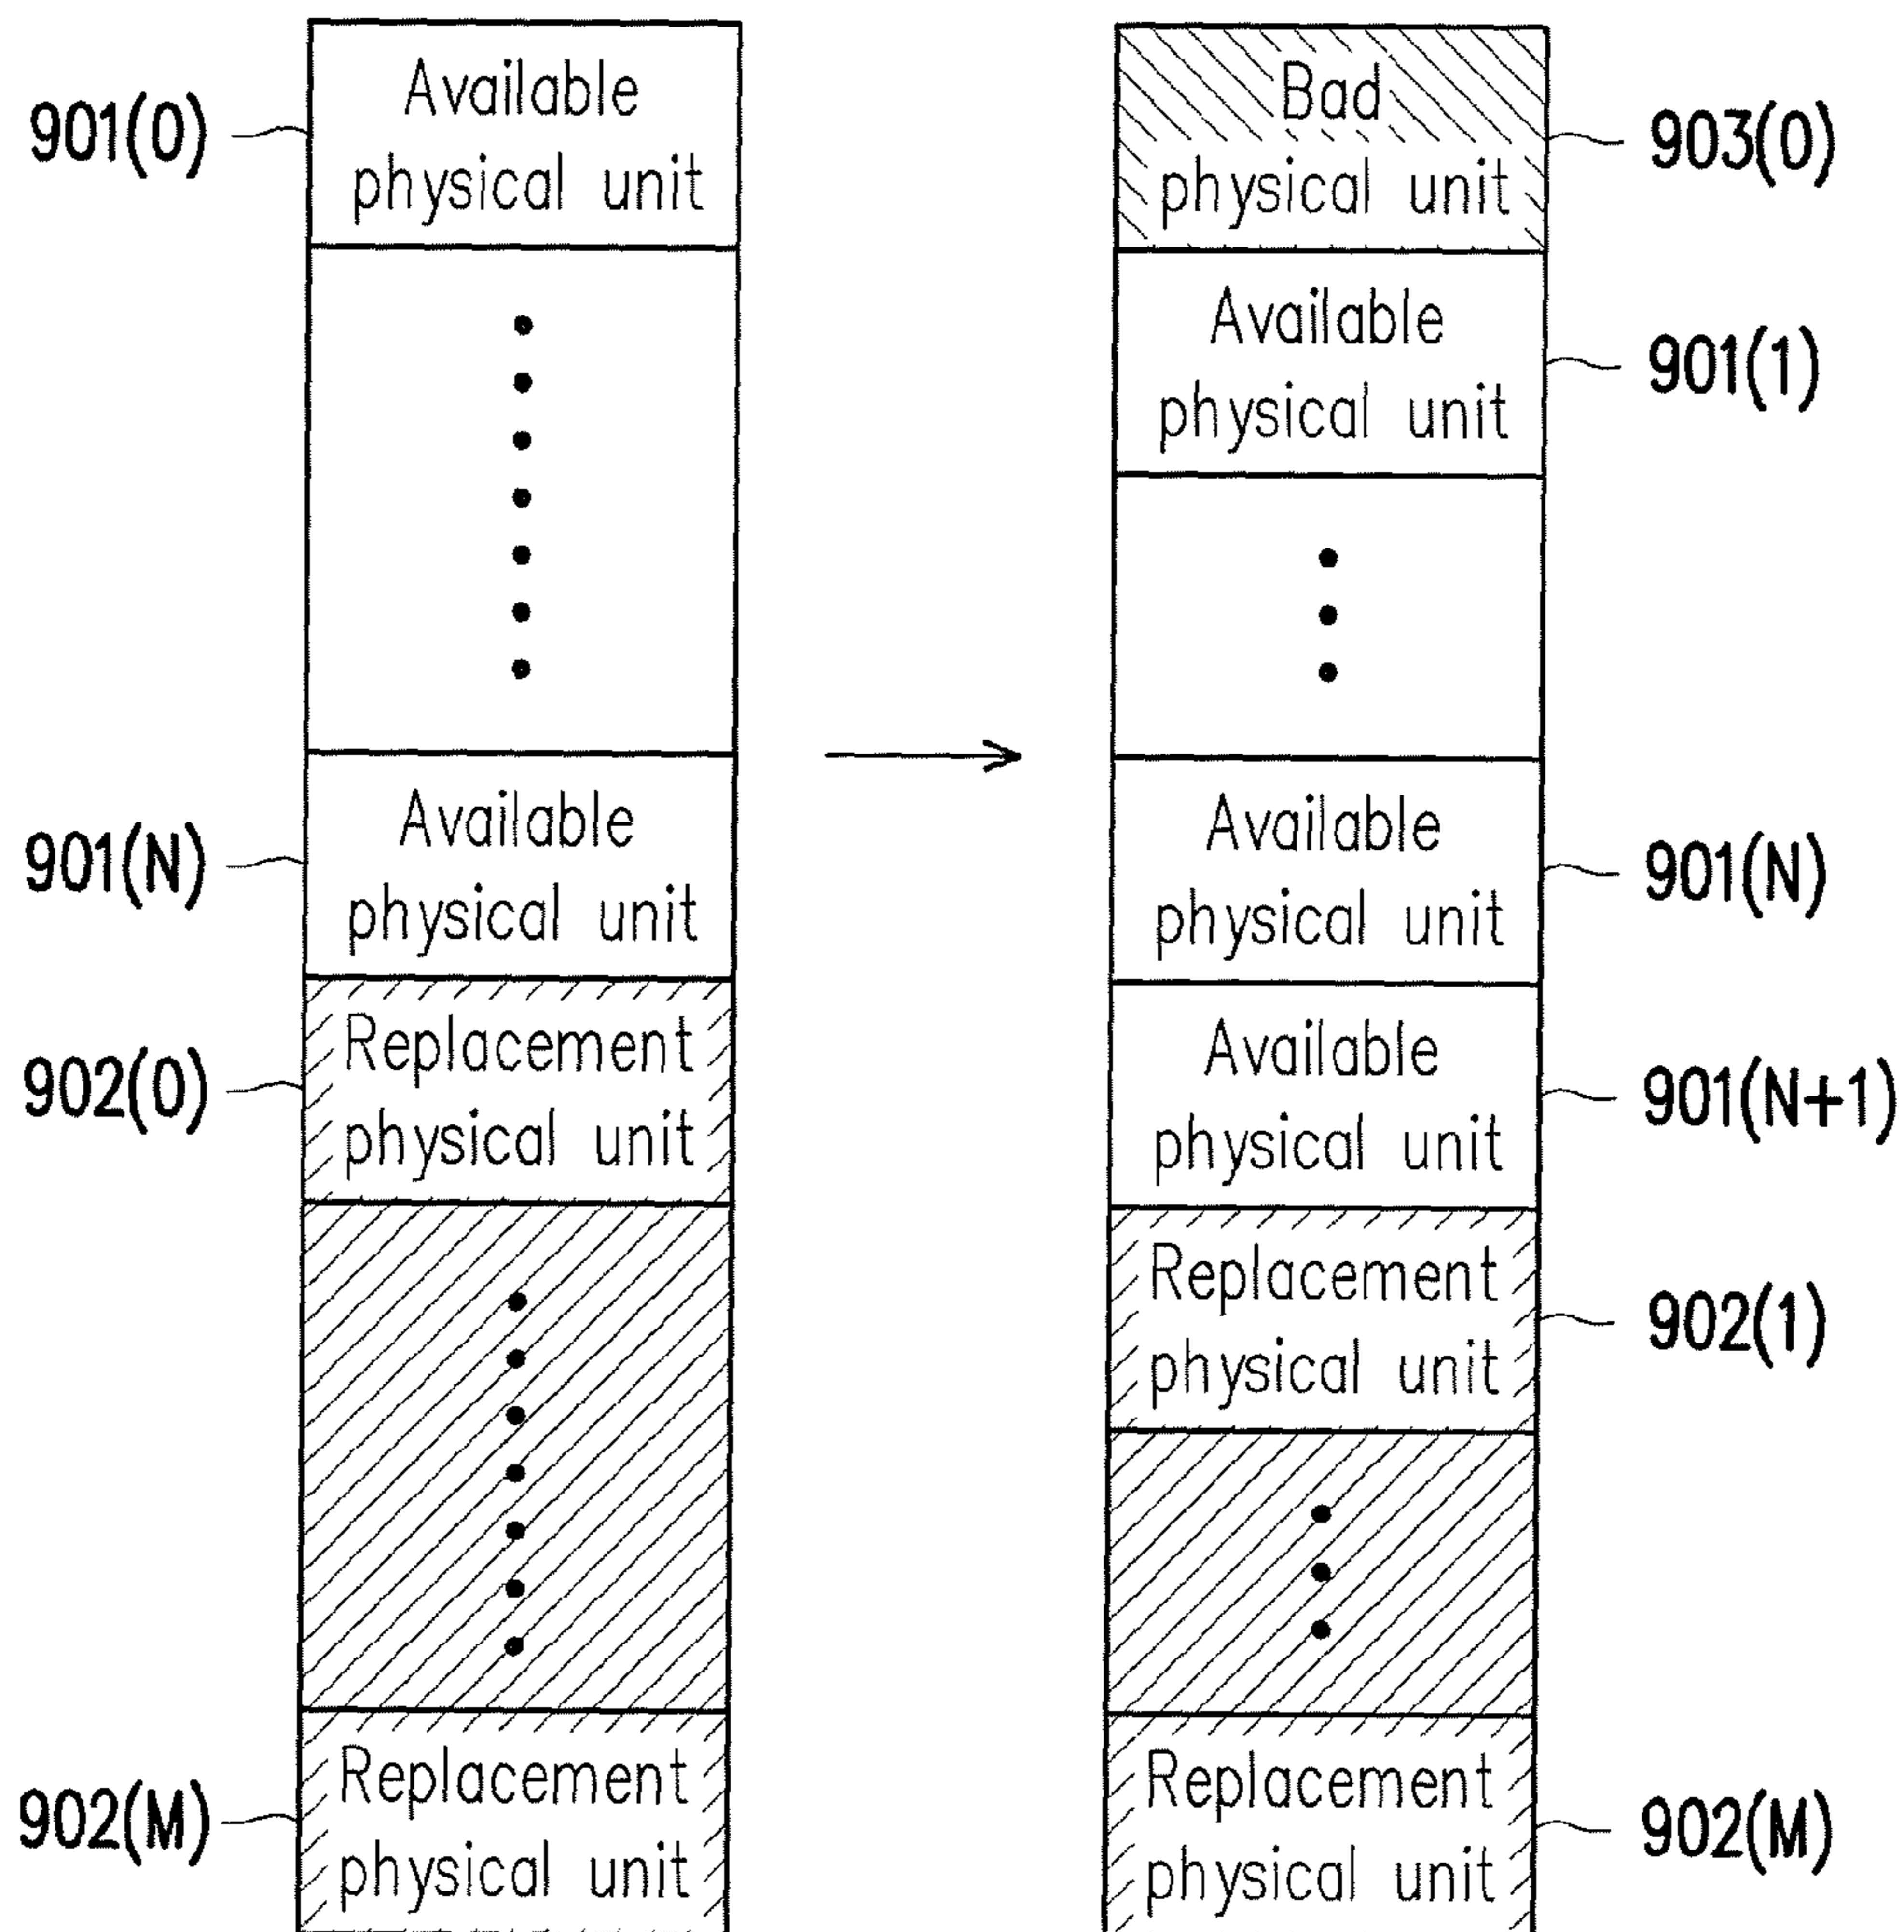 901(0)
Available
physical unit
901(N)
Available
physical unit
902(0)
Replacement
physical unit
902(M)
Replacement
physical unit
Bad
physical unit
903(0)
Available
physical unit
901(1)
Available
physical unit
901(N)
Available
physical unit
901(N+1)
Replacement
physical unit
902(1)
Replacement
physical unit
902(M)